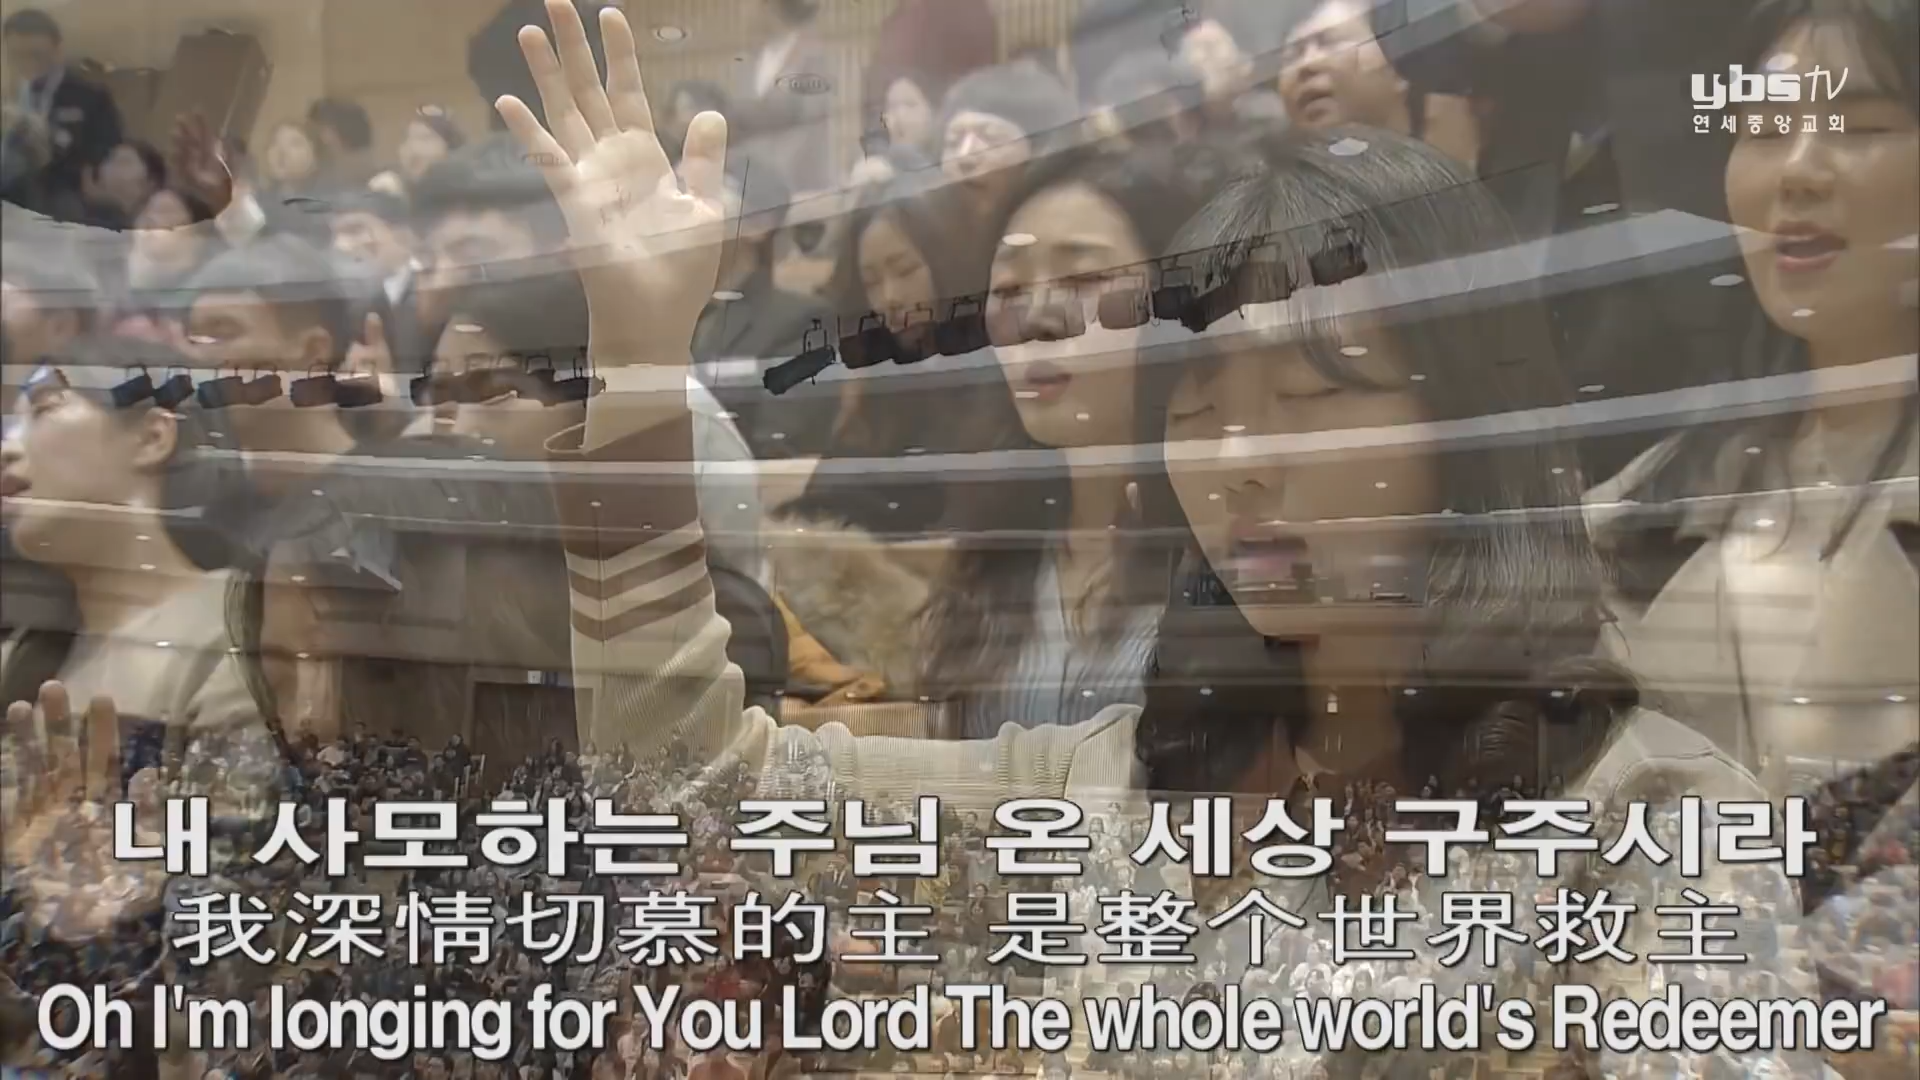 ybstv
연세중앙교회
내 사모하는 주님 온 세상 구주시라
我深情切慕的主 是整个世界救主
Oh I'm longing for You Lord The whole world's Redeemer